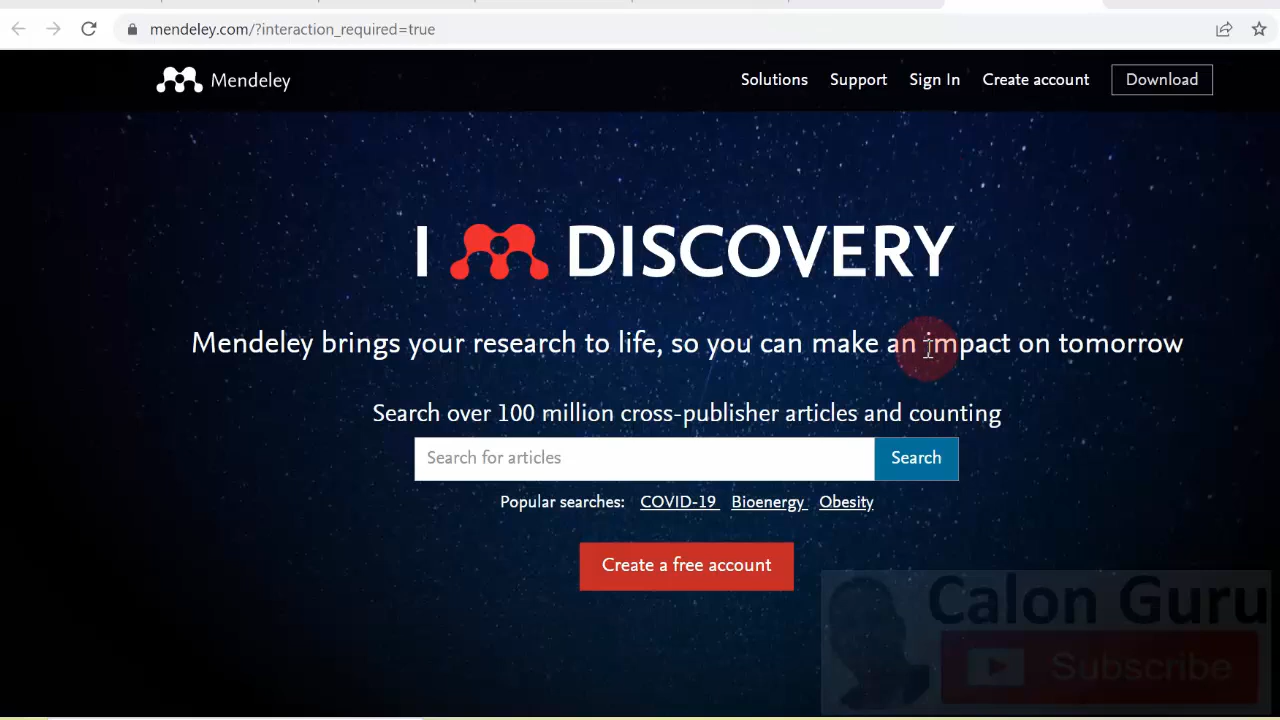 mendeley.com/?interaction_required=true
Mendeley
Solutions Support Sign In Create account Download
I DISCOVERY
Mendeley brings your research to life, so you can make an impact on tomorrow
Search over 100 million cross-publisher articles and counting
Search for articles Search
Popular searches: COVID-19 Bioenergy Obesity
Create a free account
Calon Guru
Subscribe